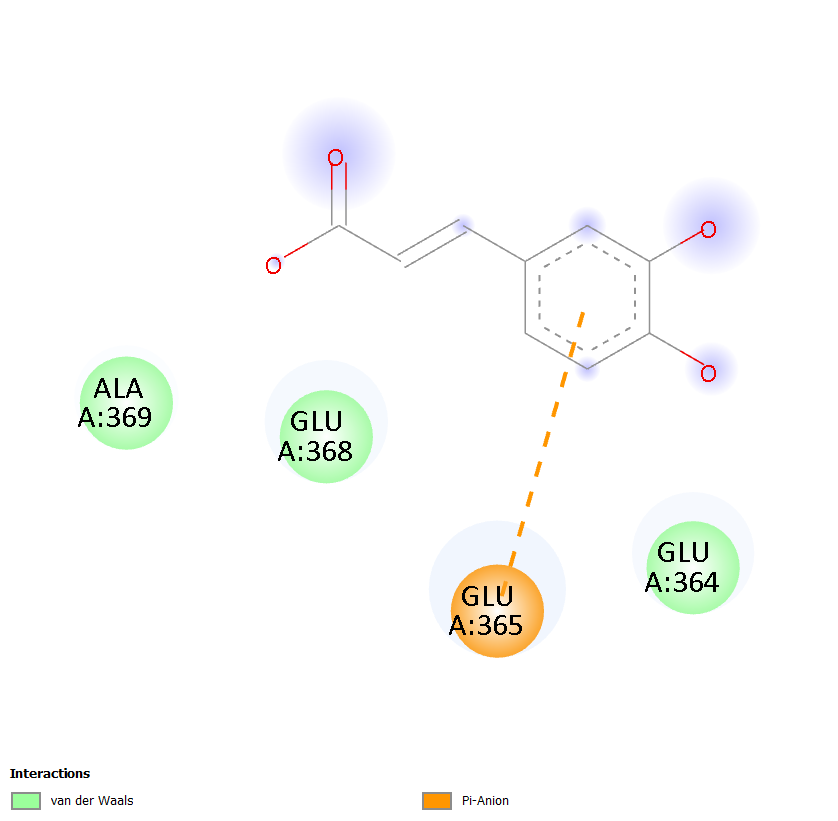 O
O
O
O
ALA
A:369
GLU
A:368
GLU
A:365
GLU
A:364
Interactions
van der Waals
Pi-Anion